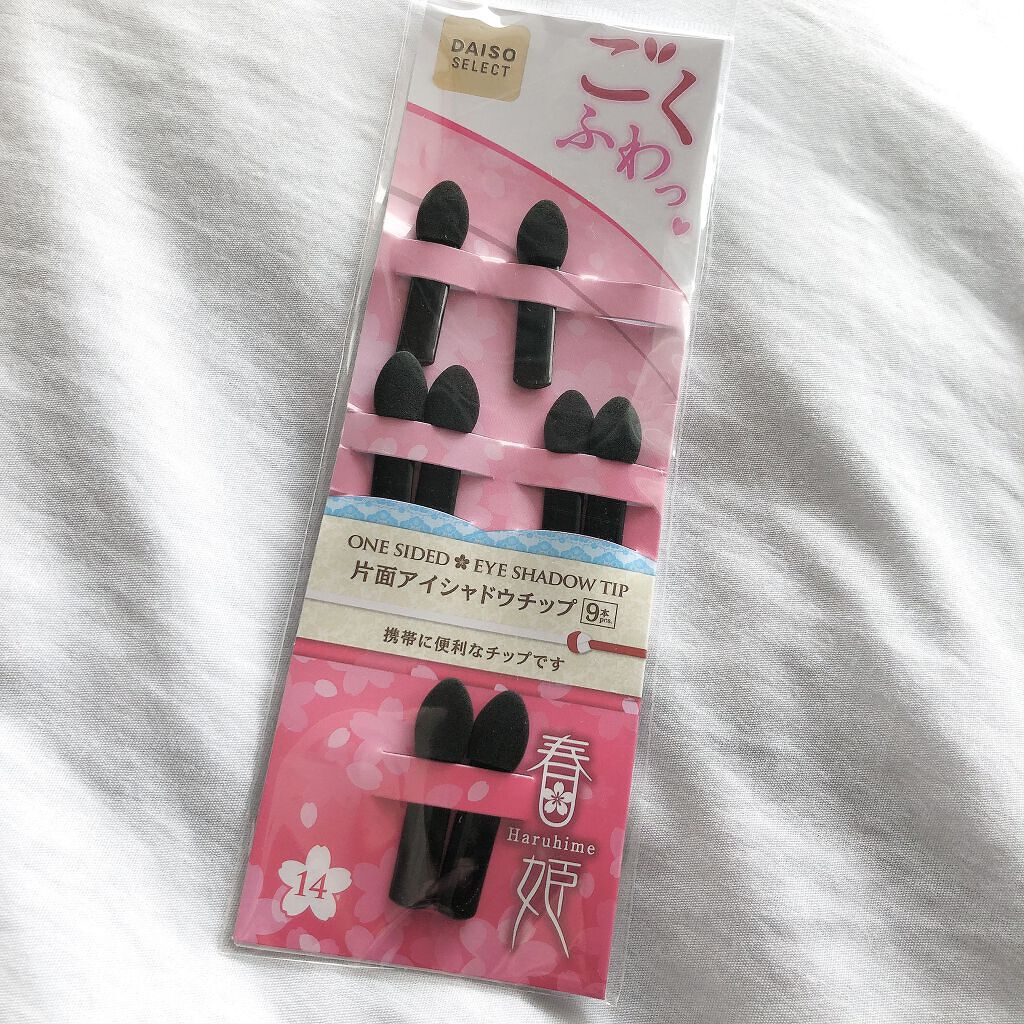 DAISO
SELECT
ごく
ふわっ
ONE SIDED EYE SHADOW TIP
片面アイシャドウチップ 9本 pns.
携帯に便利なチップです
春
Haruhime
姫
14